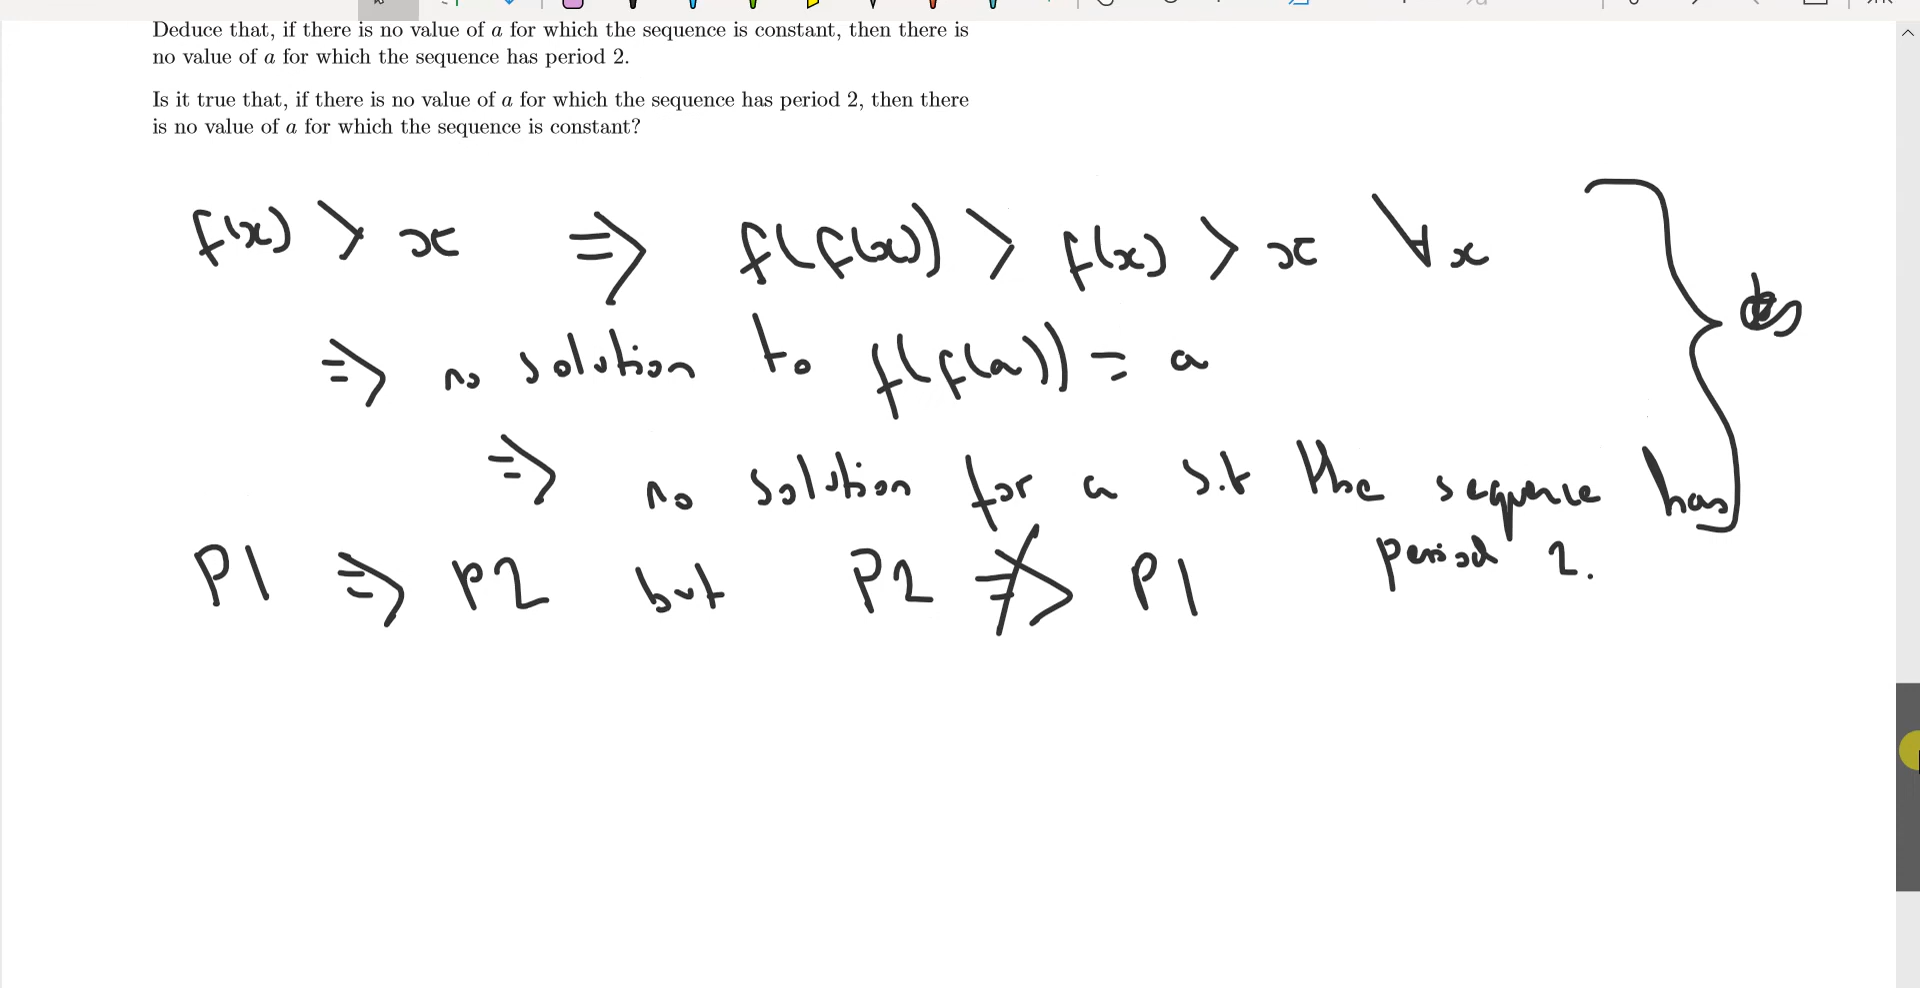 Deduce that, if there is no value of a for which the sequence is constant, then there is
no value of a for which the sequence has period 2.
Is it true that, if there is no value of a for which the sequence has period 2, then there
is no value of a for which the sequence is constant?
f(x) > x ⇒ f(f(x)) > f(x) > x ∀x
⇒ no solution to f(f(a)) = a
⇒ no solution for a s.t the sequence has
period 2.
P1 ⇒ P2 but P2 ⇏ P1